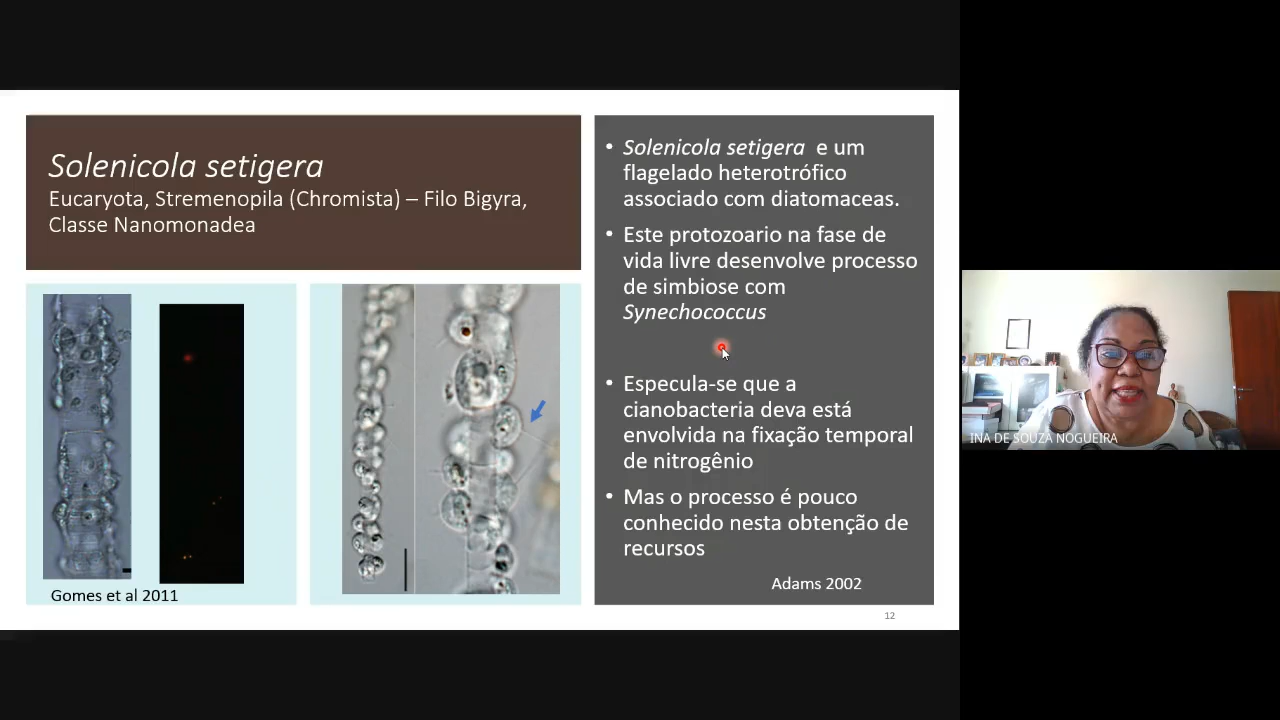 Solenicola setigera
Eucaryota, Stremenopila (Chromista) – Filo Bigyra,
Classe Nanomonadea
Gomes et al 2011
• Solenicola setigera e um
flagelado heterotrófico
associado com diatomaceas.
• Este protozoario na fase de
vida livre desenvolve processo
de simbiose com
Synechococcus
• Especula-se que a
cianobacteria deva está
envolvida na fixação temporal
de nitrogênio
• Mas o processo é pouco
conhecido nesta obtenção de
recursos
Adams 2002
12
INA DE SOUZA NOGUEIRA